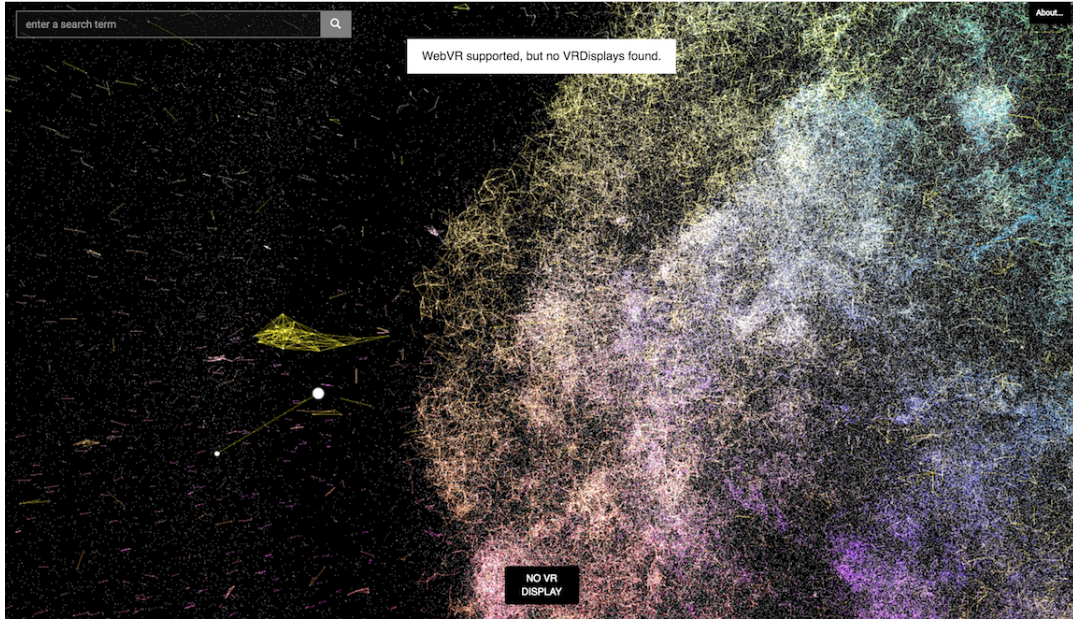 enter a search term
About...
WebVR supported, but no VRDisplays found.
NO VR
DISPLAY